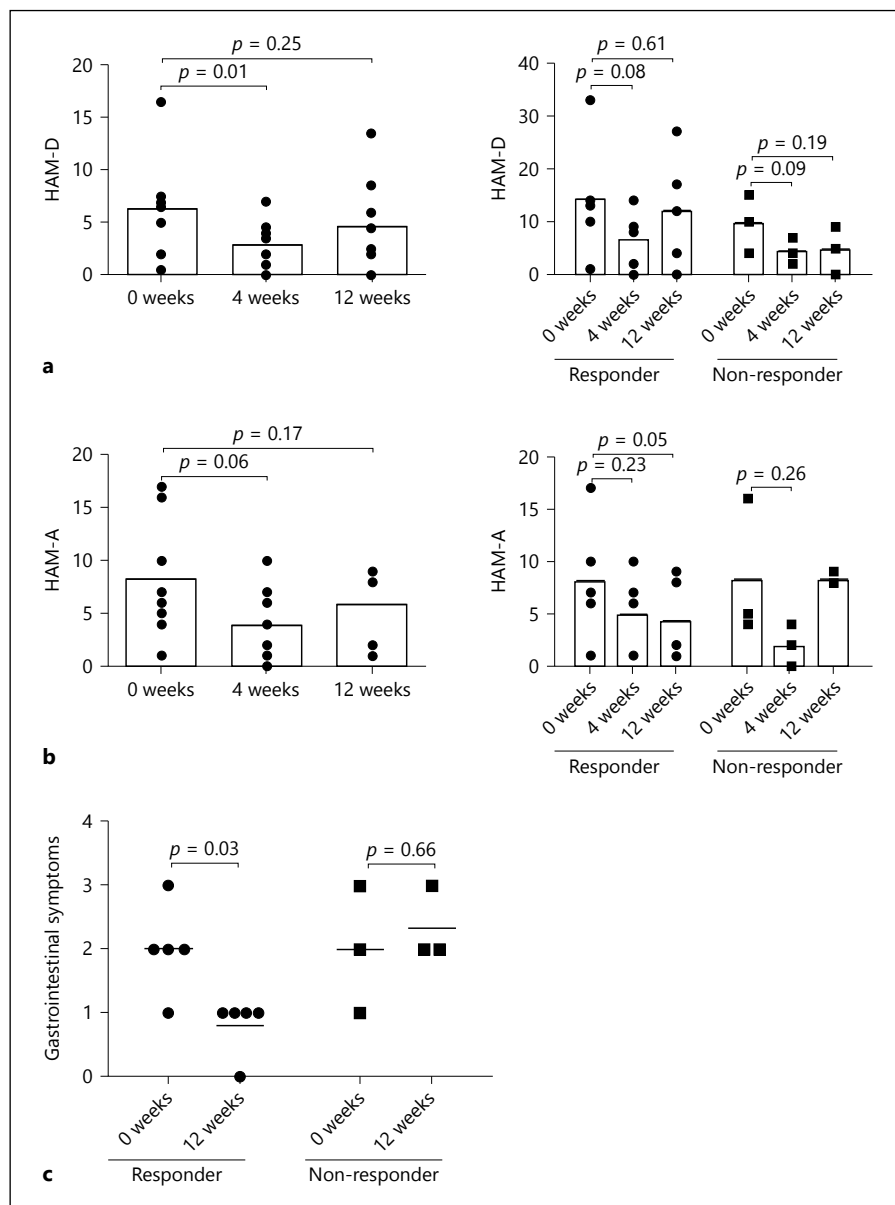 p = 0.25
p = 0.01
20
15
10
5
0
HAM-D
0 weeks
4 weeks
12 weeks
p = 0.61
p = 0.08
p = 0.19
p = 0.09
40
30
20
10
0
HAM-D
0 weeks
4 weeks
12 weeks
0 weeks
4 weeks
12 weeks
Responder
Non-responder
a
p = 0.17
p = 0.06
20
15
10
5
0
HAM-A
0 weeks
4 weeks
12 weeks
p = 0.05
p = 0.23
p = 0.26
20
15
10
5
0
HAM-A
0 weeks
4 weeks
12 weeks
0 weeks
4 weeks
12 weeks
Responder
Non-responder
b
p = 0.03
p = 0.66
4
3
2
1
0
Gastrointestinal symptoms
0 weeks
12 weeks
0 weeks
12 weeks
Responder
Non-responder
c